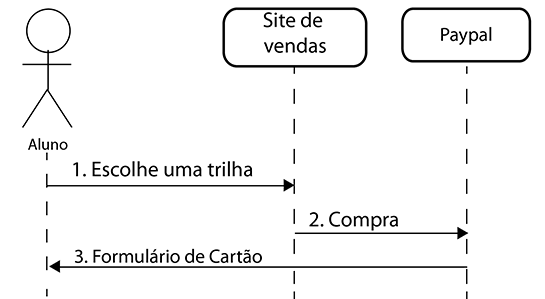 Site de
vendas
Paypal
Aluno
1. Escolhe uma trilha
2. Compra
3. Formulário de Cartão